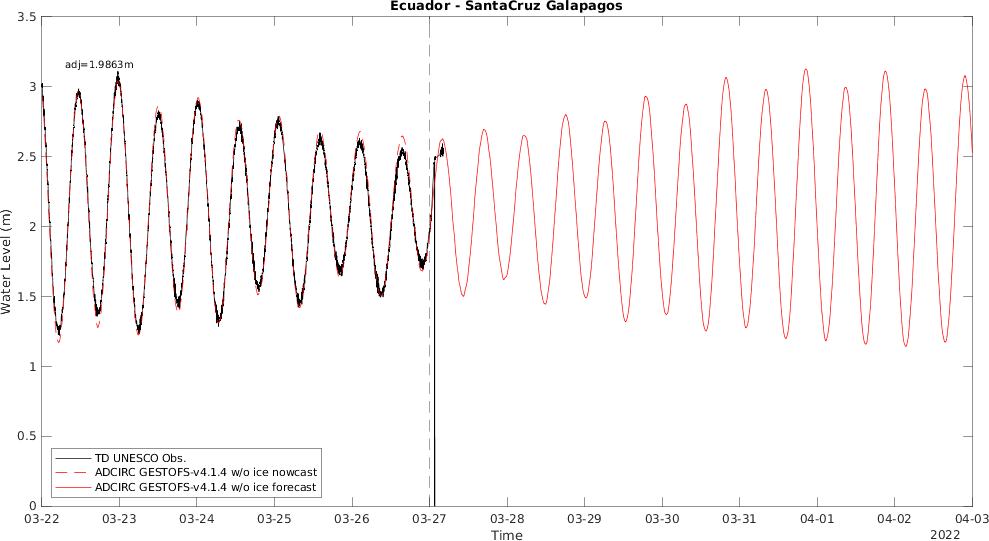 Ecuador - SantaCruz Galapagos
3.5
adj=1.9863m
3
2.5
2
1.5
1
0.5
0
Water Level (m)
TD UNESCO Obs.
ADCIRC GESTOFS-v4.1.4 w/o ice nowcast
ADCIRC GESTOFS-v4.1.4 w/o ice forecast
03-22 03-23 03-24 03-25 03-26 03-27 03-28 03-29 03-30 03-31 04-01 04-02 04-03
Time
2022